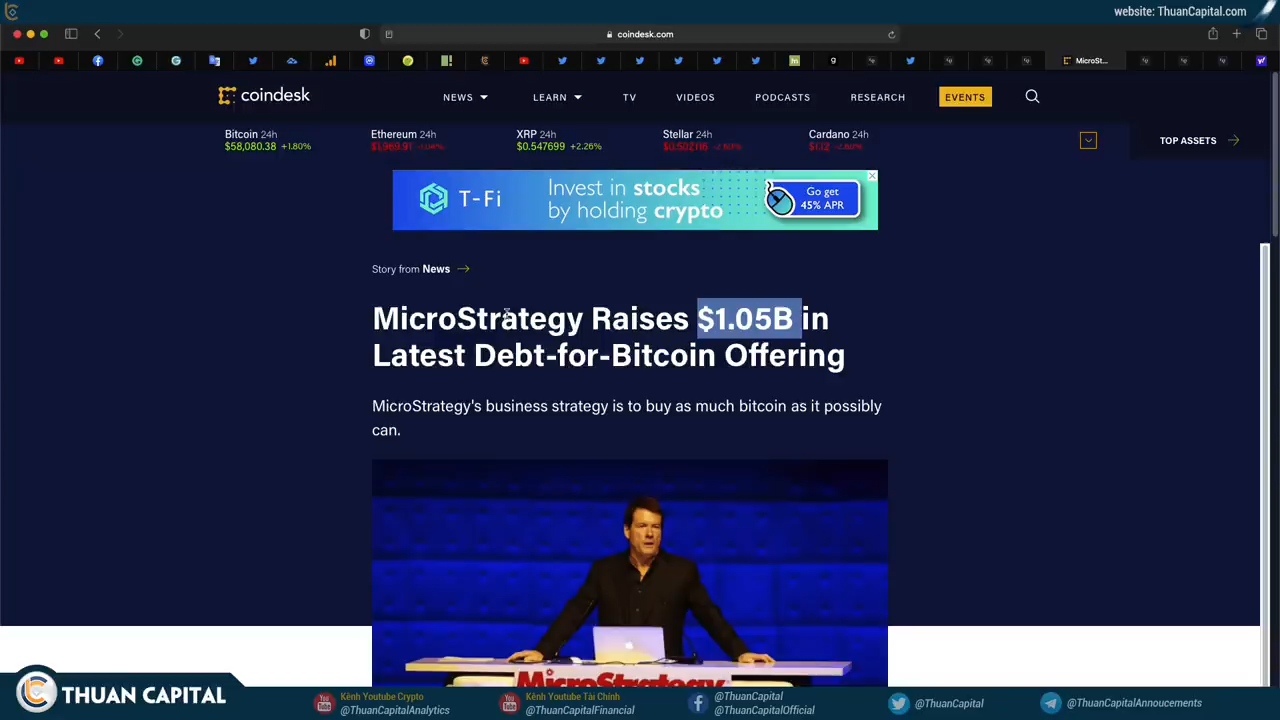 website: ThuanCapital.com
coindesk.com
MicroSt...
coindesk
NEWS
LEARN
TV
VIDEOS
PODCASTS
RESEARCH
EVENTS
Bitcoin 24h
$58,080.38 +1.80%
Ethereum 24h
XRP 24h
$0.547699 +2.26%
Stellar 24h
Cardano 24h
TOP ASSETS
T-Fi
Invest in stocks
by holding crypto
Go get
45% APR
Story from News
MicroStrategy Raises $1.05B in
Latest Debt-for-Bitcoin Offering
MicroStrategy's business strategy is to buy as much bitcoin as it possibly
can.
MicroStrategy
THUAN CAPITAL
Kênh Youtube Crypto
@ThuanCapitalAnalytics
Kênh Youtube Tài Chính
@ThuanCapitalFinancial
@ThuanCapital
@ThuanCapitalOfficial
@ThuanCapital
@ThuanCapitalAnnoucements